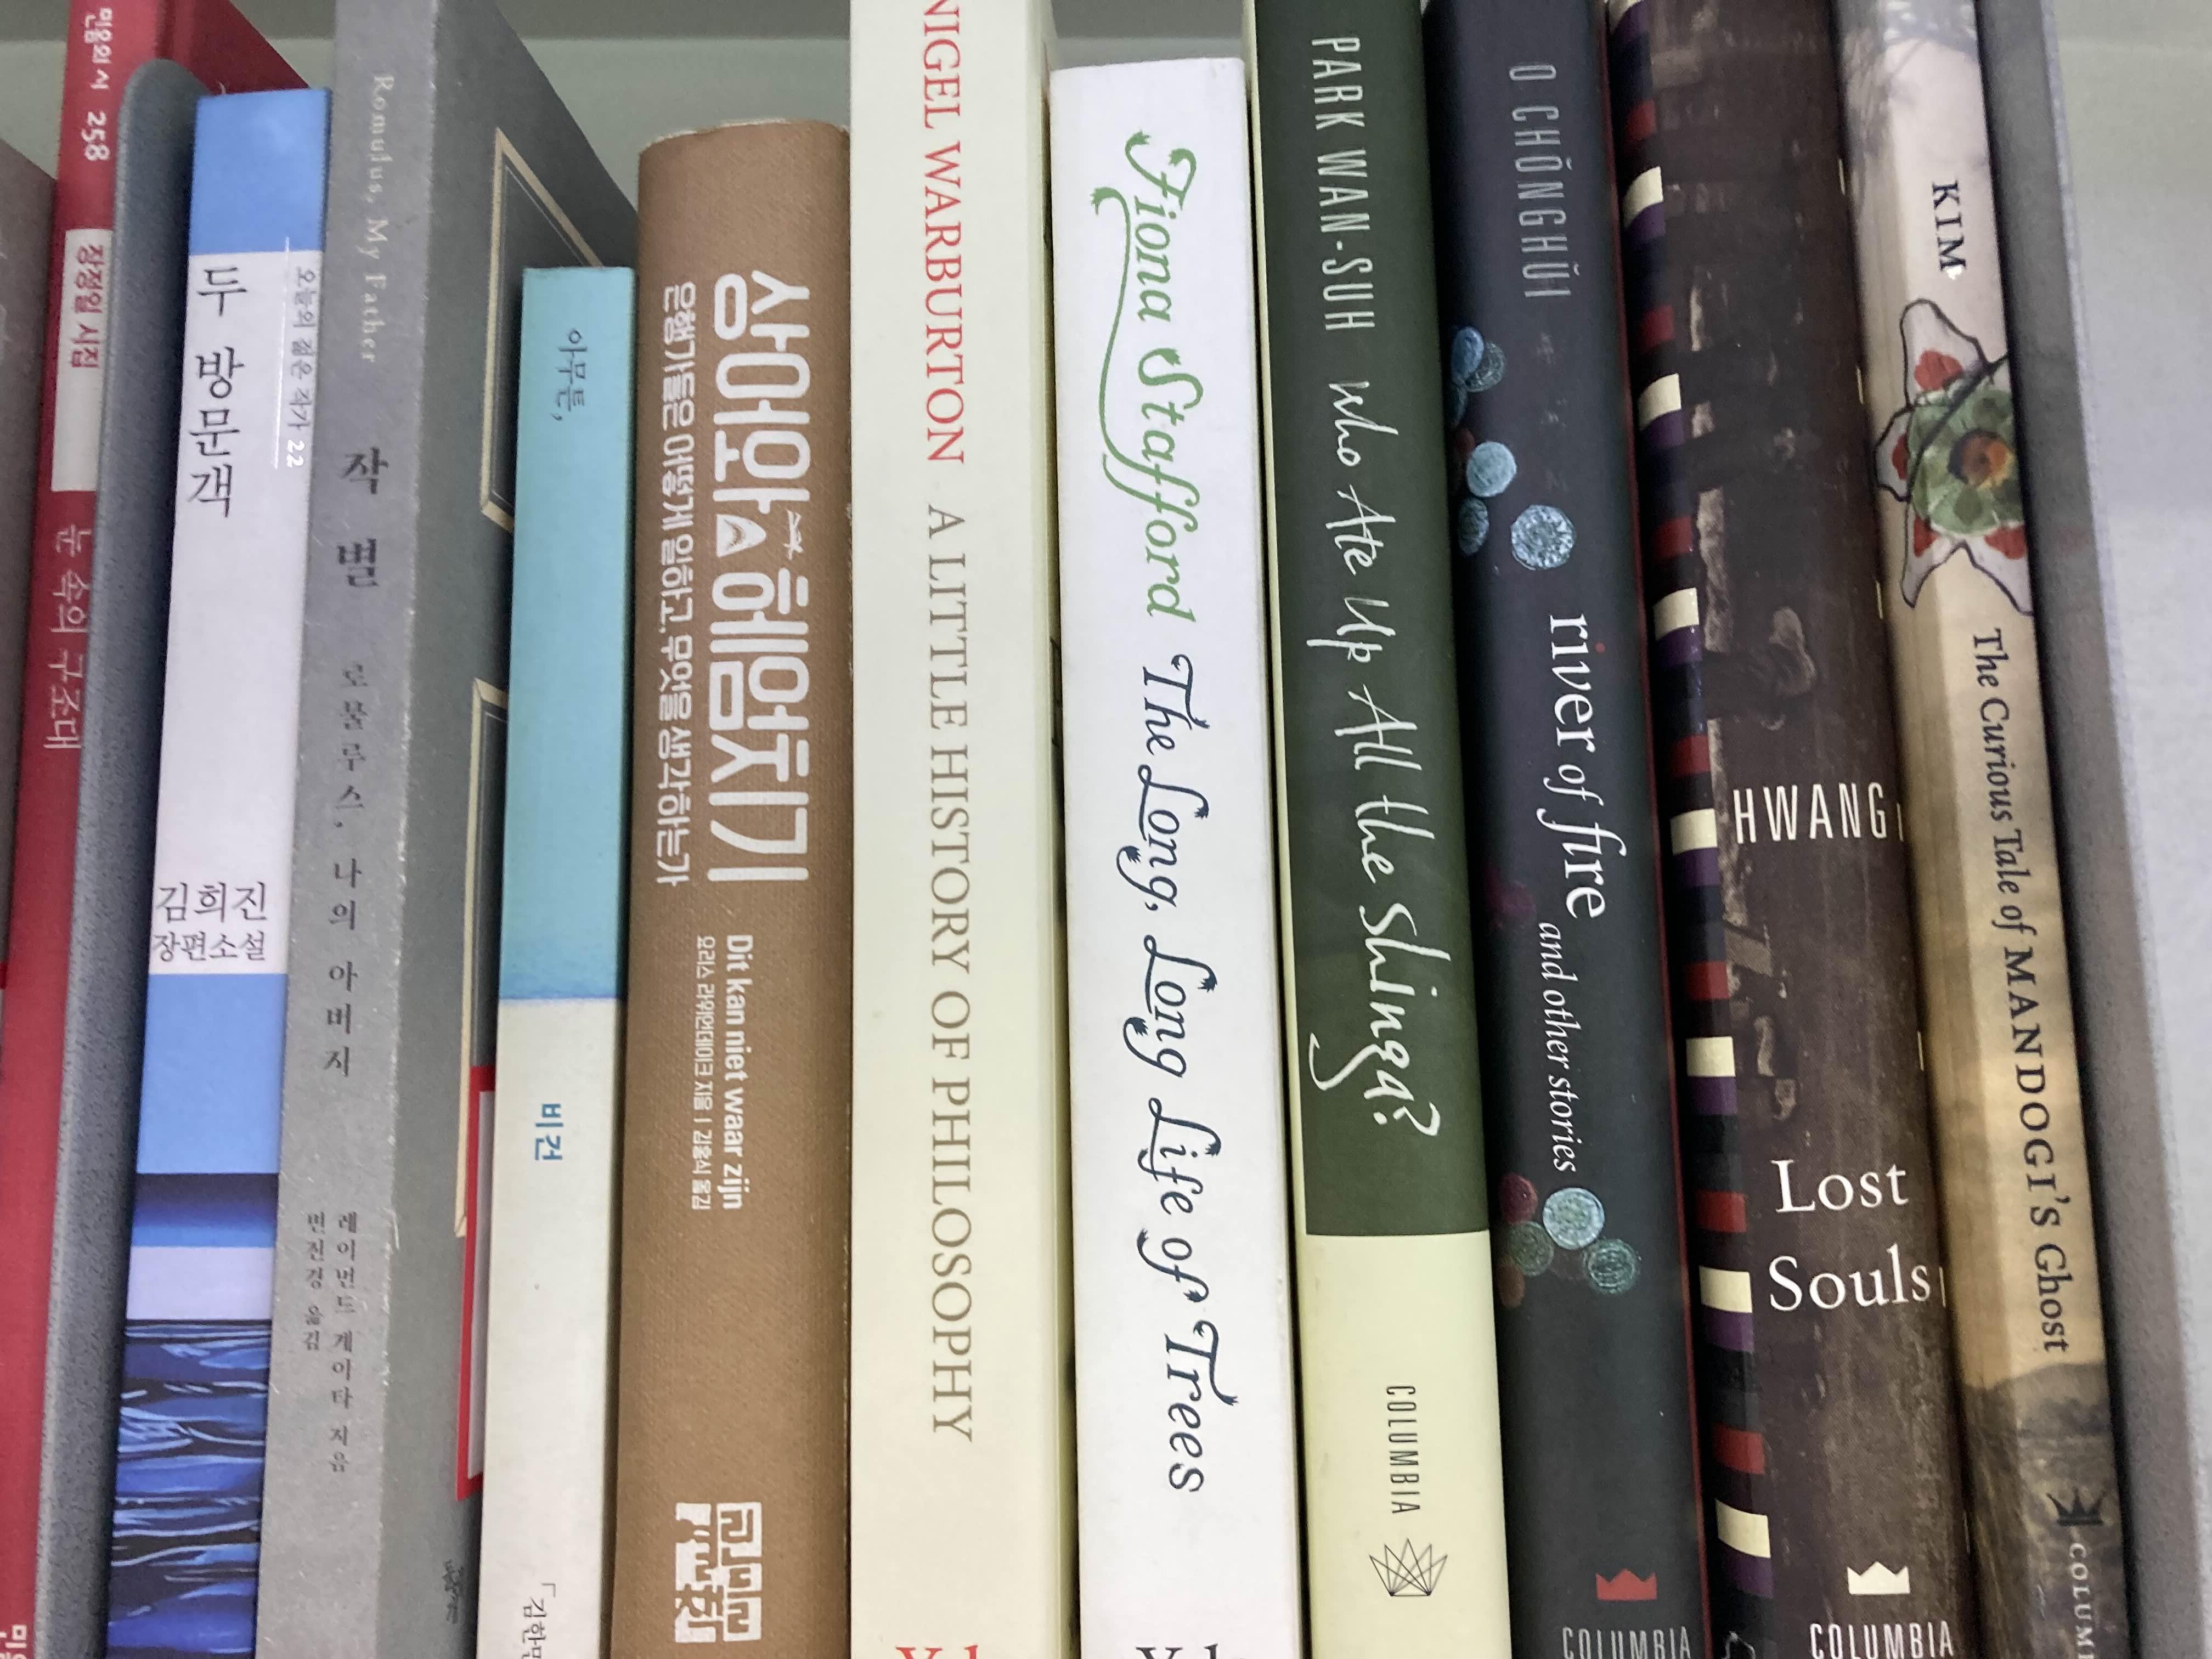 민음의 시 258
장정일 시집
눈 속의 구조대
두 방문객
오늘의 젊은 작가 22
김희진
장편소설
Romulus, My Father
작별
로물루스, 나의 아버지
레이먼드 게이타 지음
변진경 옮김
아무튼,
비건
상어와 헤엄치기
은행가들은 어떻게 일하고, 무엇을 생각하는가
Dit kan niet waar zijn
요리스 라위언데이크 지음 | 김홍식 옮김
NIGEL WARBURTON A LITTLE HISTORY OF PHILOSOPHY
Fiona Stafford The Long, Long Life of Trees
PARK WAN-SUH Who Ate Up All the Shinga?
COLUMBIA
O CHŎNGHŬI
river of fire
and other stories
COLUMBIA
HWANG
Lost
Souls
COLUMBIA
KIM
The Curious Tale of MANDOGI'S Ghost